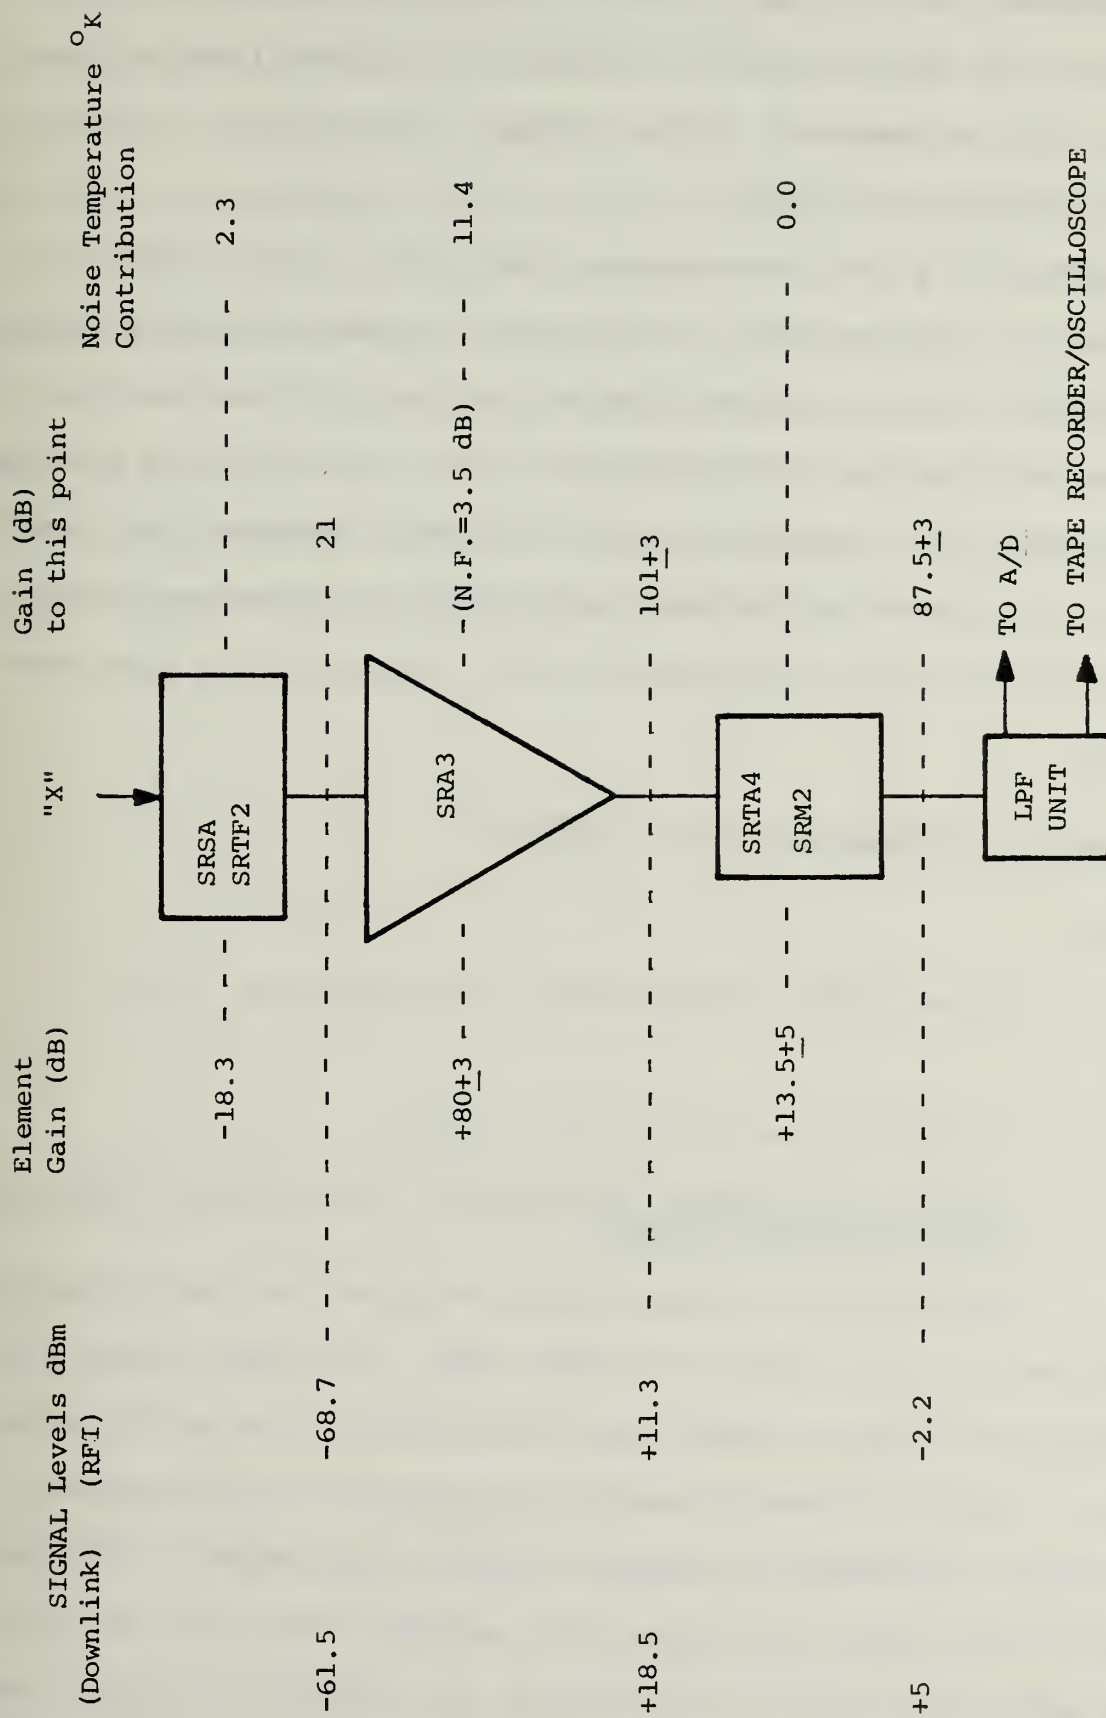 SIGNAL Levels dBm
(Downlink) (RFI)
Element
Gain (dB)
"X"
Gain (dB)
to this point
Noise Temperature °K
Contribution
-18.3
SRSA
SRTF2
2.3
-61.5 -68.7 21
+80±3
SRA3
(N.F.=3.5 dB) 11.4
+18.5 +11.3 101±3
+13.5±5
SRTA4
SRM2
0.0
+5 -2.2 87.5±3
LPF
UNIT
TO A/D
TO TAPE RECORDER/OSCILLOSCOPE